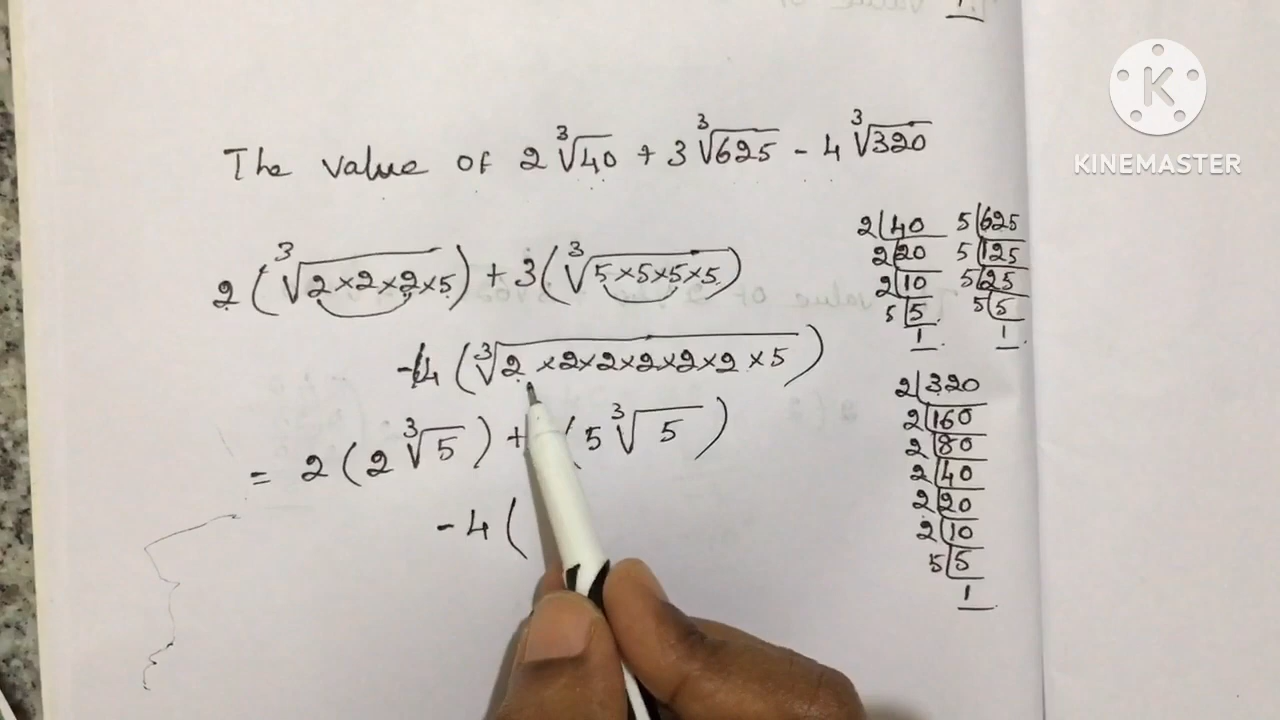 The value of 2 ∛40 + 3 ∛625 - 4 ∛320
2 ( ∛2×2×2×5 ) + 3 ( ∛5×5×5×5 )
-4 ( ∛2×2×2×2×2×2×5 )
= 2 ( 2 ∛5 ) + ( 5 ∛5 )
- 4 (
2 40
2 20
2 10
5 5
1
5 625
5 125
5 25
5 5
1
2 320
2 160
2 80
2 40
2 20
2 10
5 5
1
K
KINEMASTER